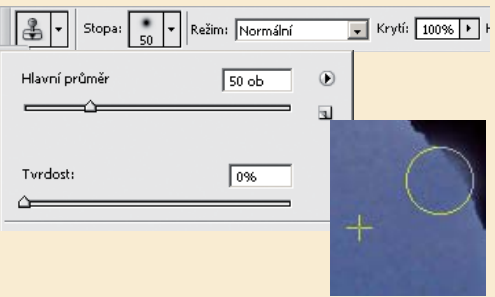 Stopa: 50 Režim: Normální Krytí: 100% H
Hlavní průměr 50 ob
Tvrdost: 0%